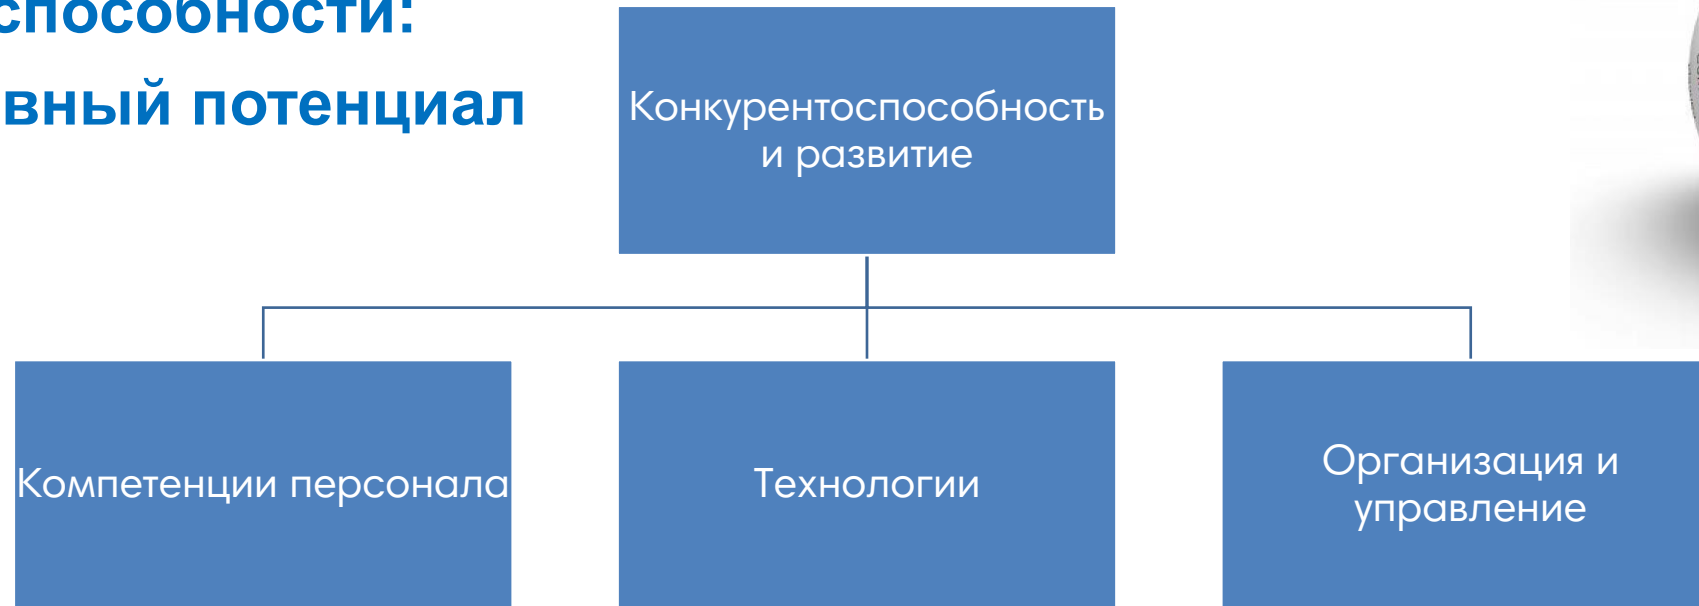 способности:
вный потенциал
Конкурентоспособность
и развитие
Компетенции персонала
Технологии
Организация и
управление